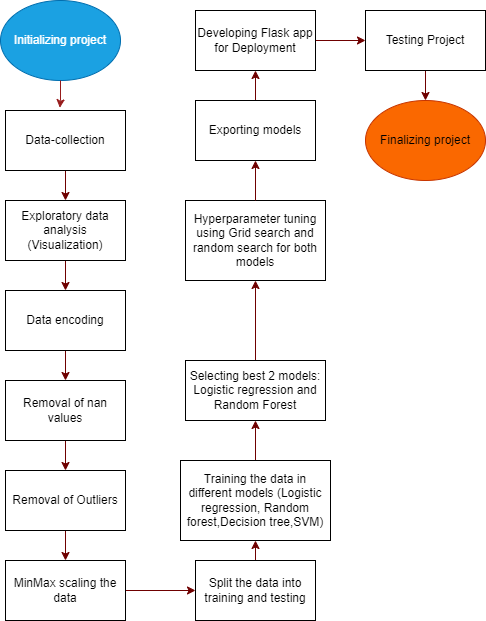 Initializing project
Data-collection
Exploratory data
analysis
(Visualization)
Data encoding
Removal of nan
values
Removal of Outliers
MinMax scaling the
data
Split the data into
training and testing
Training the data in
different models (Logistic
regression, Random
forest,Decision tree,SVM)
Selecting best 2 models:
Logistic regression and
Random Forest
Hyperparameter tuning
using Grid search and
random search for both
models
Exporting models
Developing Flask app
for Deployment
Testing Project
Finalizing project